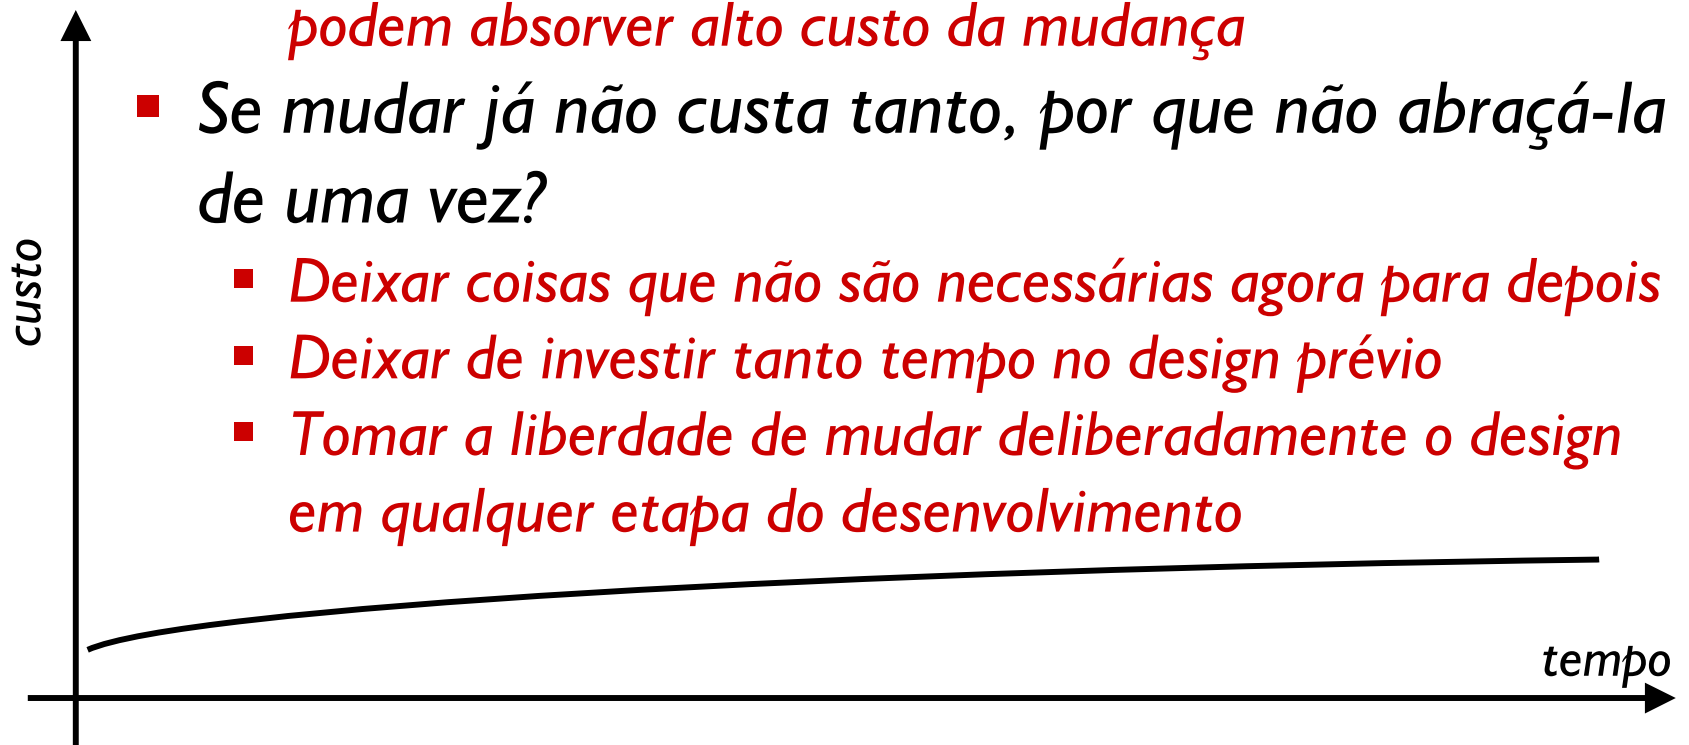 podem absorver alto custo da mudança
Se mudar já não custa tanto, por que não abraçá-la
de uma vez?
Deixar coisas que não são necessárias agora para depois
Deixar de investir tanto tempo no design prévio
Tomar a liberdade de mudar deliberadamente o design
em qualquer etapa do desenvolvimento
custo
tempo